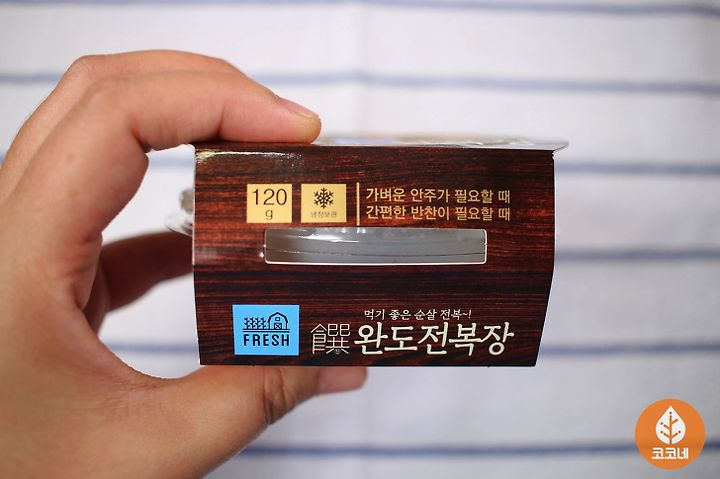 120
g
냉장보관
가벼운 안주가 필요할 때
간편한 반찬이 필요할 때
FRESH
먹기 좋은 순살 전복~!
饌 완도전복장
코코네